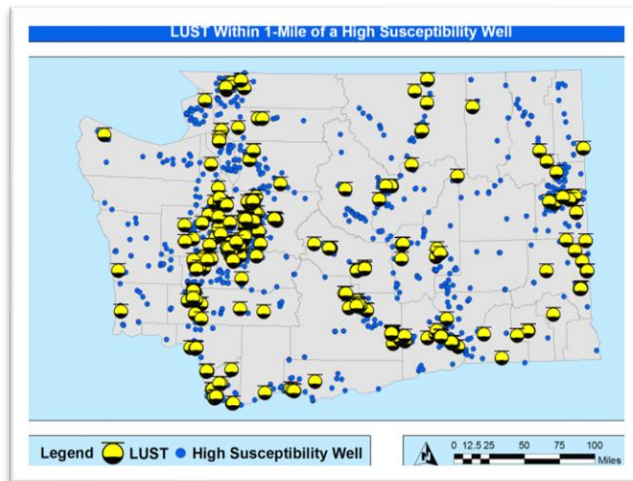 LUST Within 1-Mile of a High Susceptibility Well
Legend LUST High Susceptibility Well
0 12.5 25 50 75 100
Miles